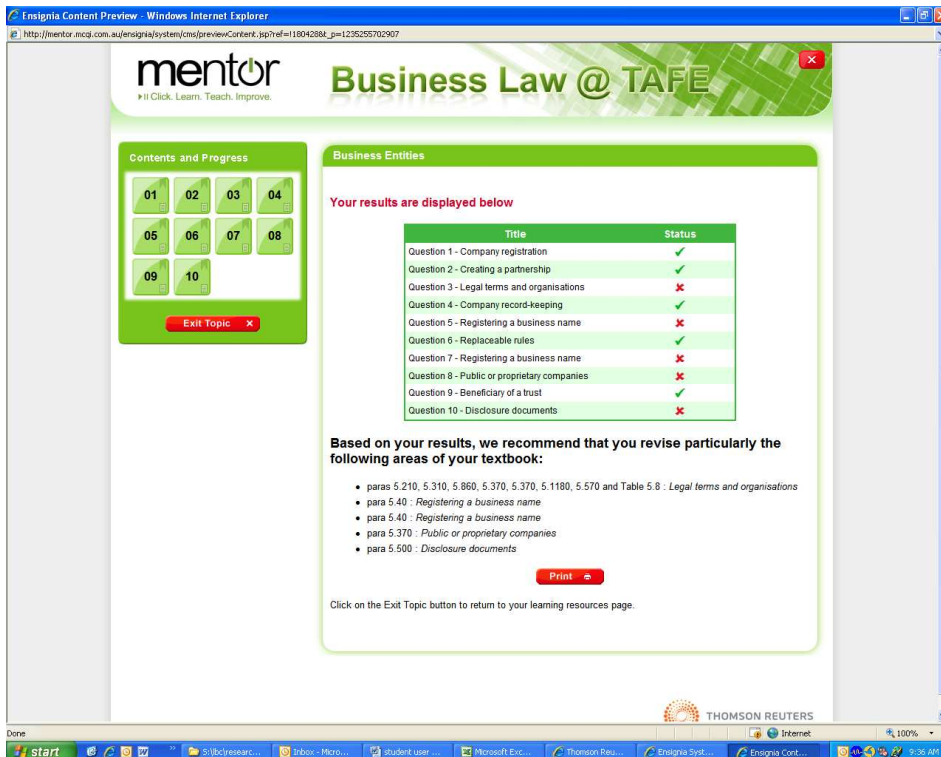 Ensignia Content Preview - Windows Internet Explorer
http://mentor.mcqi.com.au/ensignia/system/cms/previewContent.jsp?ref=!180428&t_p=1235255702907
mentor
Click. Learn. Teach. Improve.
Business Law @ TAFE
Contents and Progress
01 02 03 04
05 06 07 08
09 10
Exit Topic X
Business Entities
Your results are displayed below
Title Status
Question 1 - Company registration
Question 2 - Creating a partnership
Question 3 - Legal terms and organisations
Question 4 - Company record-keeping
Question 5 - Registering a business name
Question 6 - Replaceable rules
Question 7 - Registering a business name
Question 8 - Public or proprietary companies
Question 9 - Beneficiary of a trust
Question 10 - Disclosure documents
Based on your results, we recommend that you revise particularly the
following areas of your textbook:
• paras 5.210, 5.310, 5.860, 5.370, 5.370, 5.1180, 5.570 and Table 5.8 : Legal terms and organisations
• para 5.40 : Registering a business name
• para 5.40 : Registering a business name
• para 5.370 : Public or proprietary companies
• para 5.500 : Disclosure documents
Print
Click on the Exit Topic button to return to your learning resources page.
THOMSON REUTERS
Done Internet 100%
start S:\lbc\researc... Inbox - Micro... student user ... Microsoft Exc... Thomson Reu... Ensignia Syst... Ensignia Cont... 9:36 AM